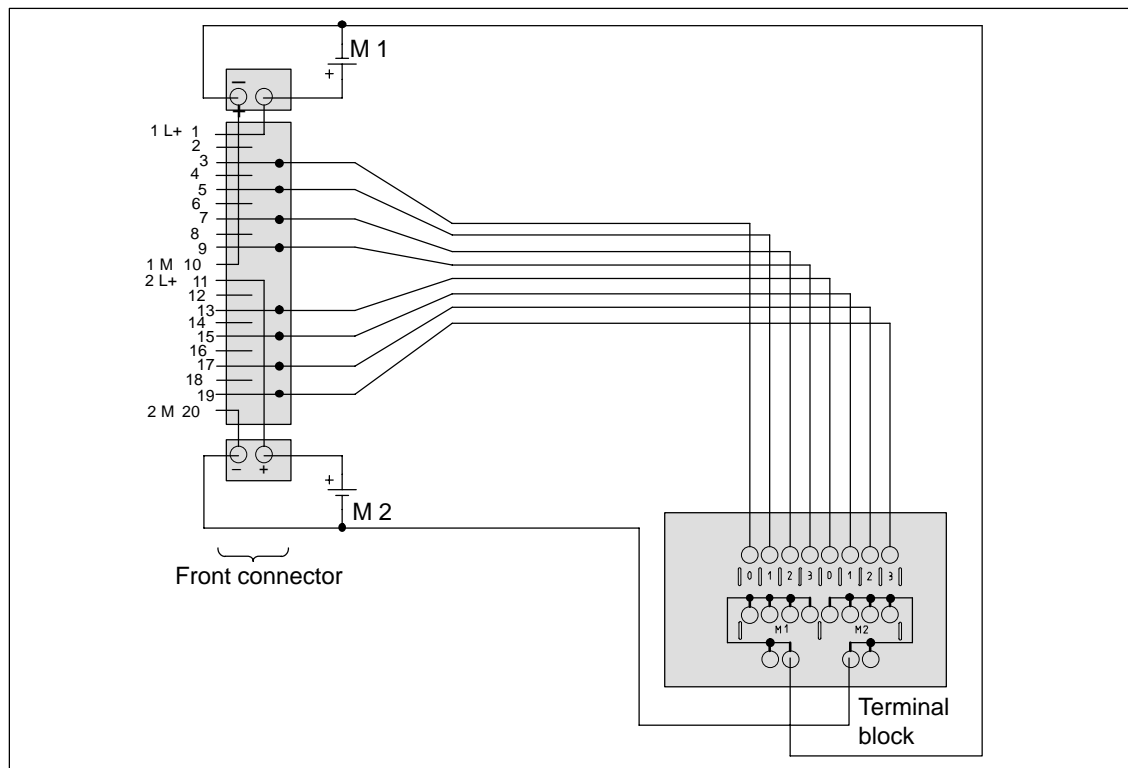 M 1
+
–
+
1 L+ 1
2
3
4
5
6
7
8
9
1 M 10
2 L+ 11
12
13
14
15
16
17
18
19
2 M 20
– +
+
M 2
Front connector
0 1 2 3 0 1 2 3
M1 M2
Terminal
block